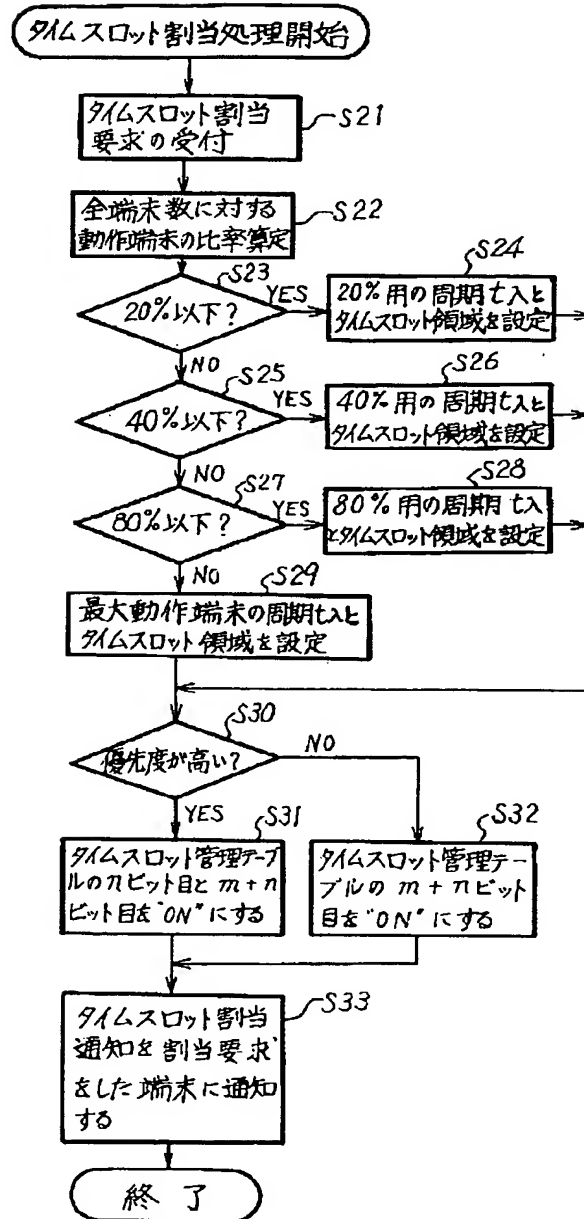 タイムスロット割当処理開始
タイムスロット割当
要求の受付
S21
全端末数に対する
動作端末の比率算定
S22
S23
20%以下?
YES
S24
20%用の周期t入と
タイムスロット領域を設定
NO
S25
40%以下?
YES
S26
40%用の周期t入と
タイムスロット領域を設定
NO
S27
80%以下?
YES
S28
80%用の周期t入
とタイムスロット領域を設定
NO
S29
最大動作端末の周期t入と
タイムスロット領域を設定
S30
優先度が高い?
NO
YES
S31
タイムスロット管理テーブ
ルのnビット目と m+n
ビット目を"ON"にする
S32
タイムスロット管理テ
ーブルの m+nビット
目を"ON"にする
タイムスロット割当
通知を割当要求
をした端末に通知
する
S33
終了